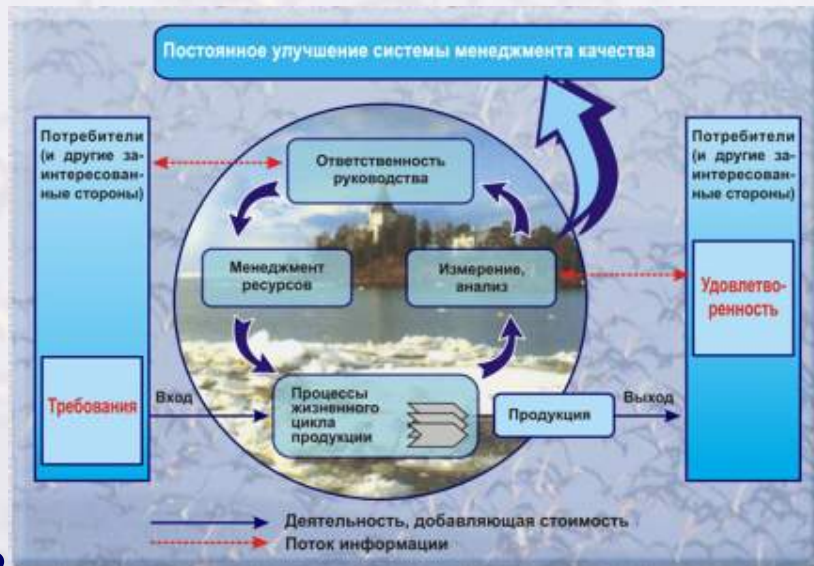 Постоянное улучшение системы менеджмента качества
Потребители
(и другие за-
интересован-
ные стороны)
Ответственность
руководства
Потребители
(и другие за-
интересован-
ные стороны)
Менеджмент
ресурсов
Измерение,
анализ
Удовлетво-
ренность
Требования
Вход
Процессы
жизненного
цикла
продукции
Продукция
Выход
Деятельность, добавляющая стоимость
Поток информации